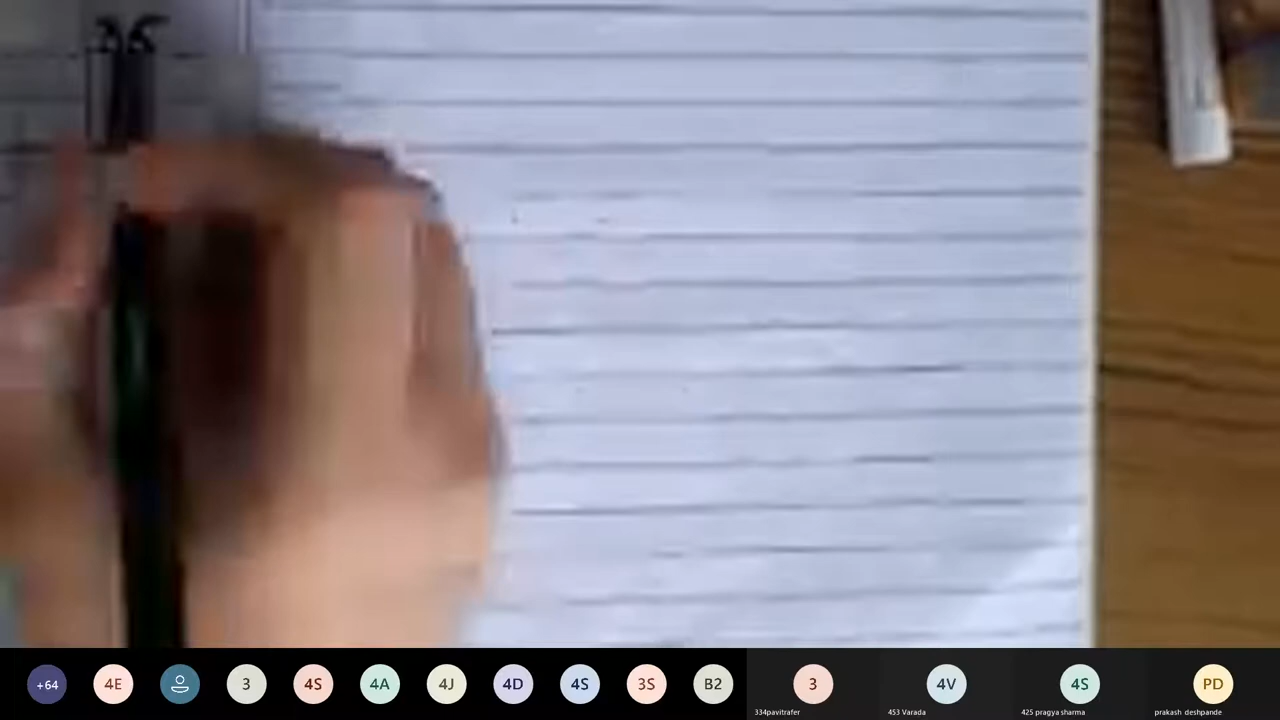 +64
4E
3
4S
4A
4J
4D
4S
3S
B2
3
4V
4S
PD
334pavitrafer
453 Varada
425 pragya sharma
prakash deshpande